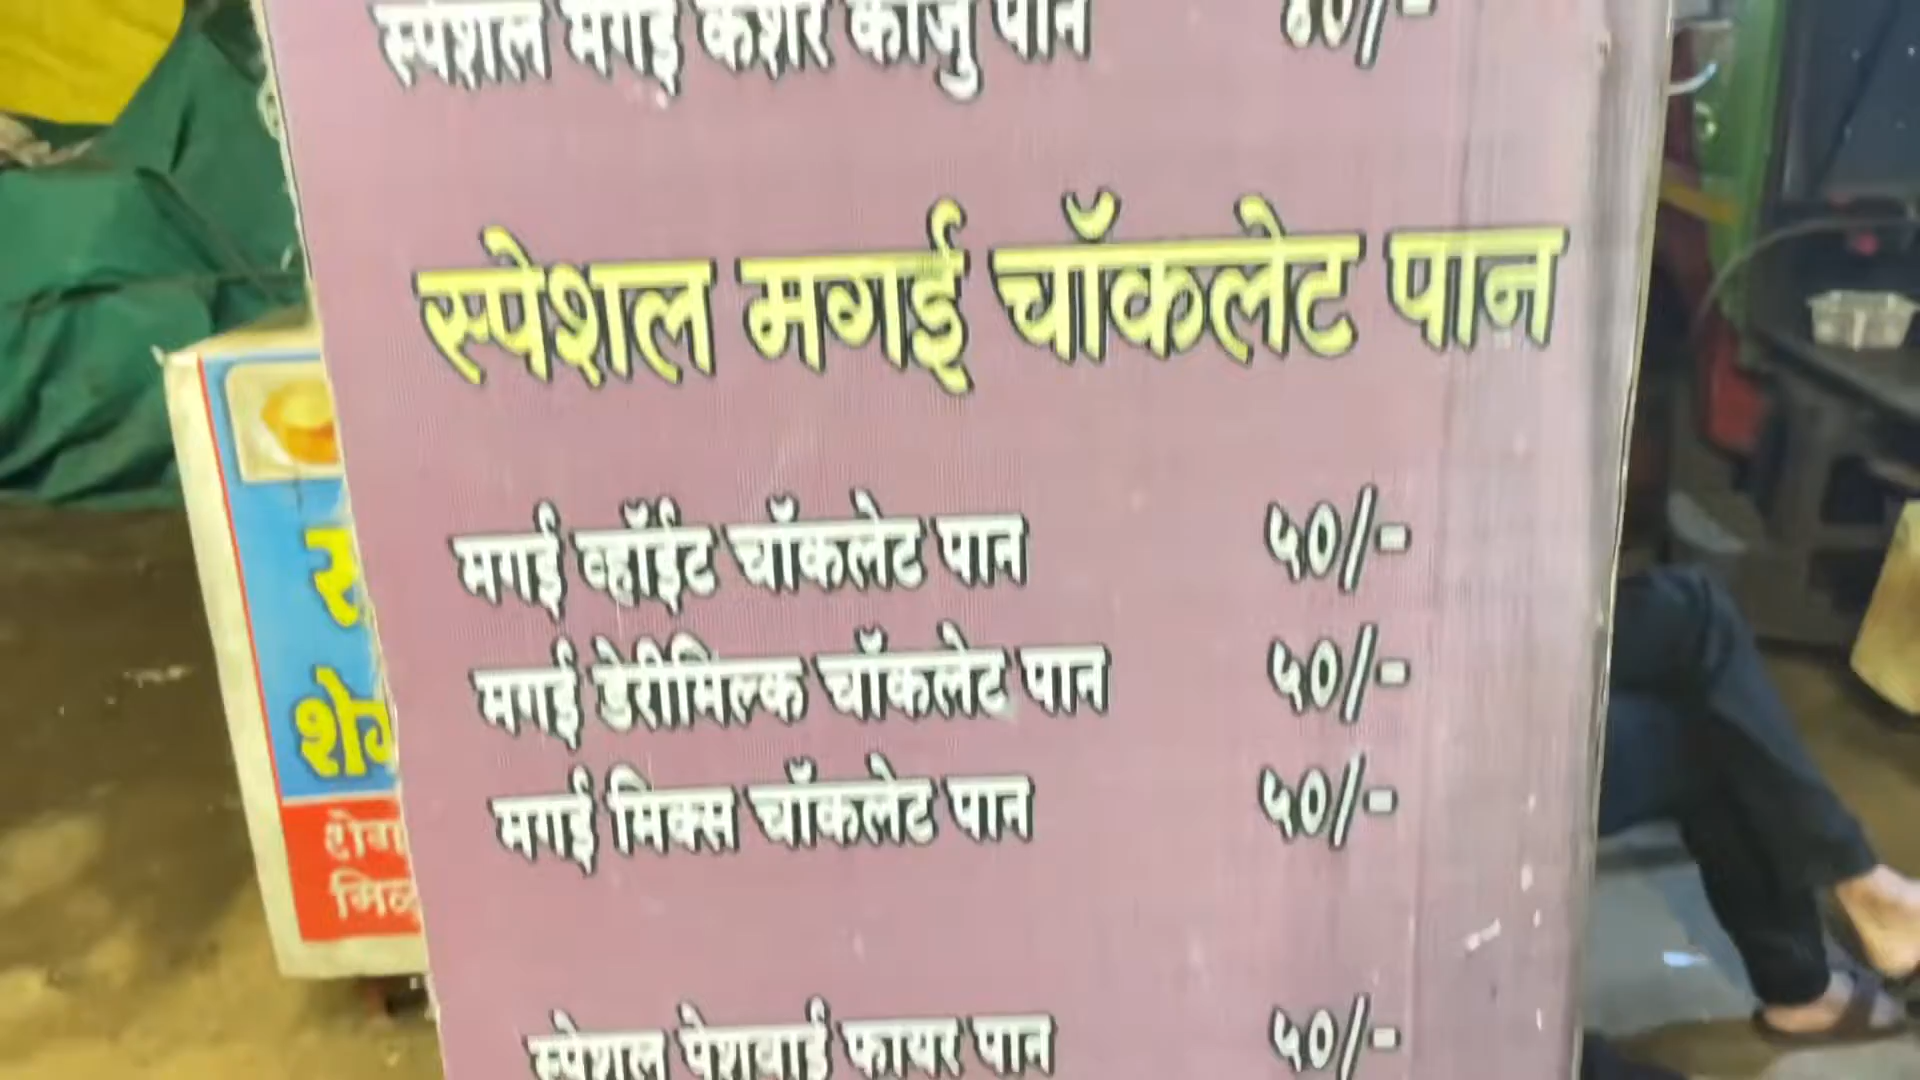 स्पेशल मगई केशर काजु पान ४०/-
स्पेशल मगई चॉकलेट पान
मगई व्हॉईट चॉकलेट पान ५०/-
मगई डेरीमिल्क चॉकलेट पान ५०/-
मगई मिक्स चॉकलेट पान ५०/-
स्पेशल पेशवाई फायर पान ५०/-